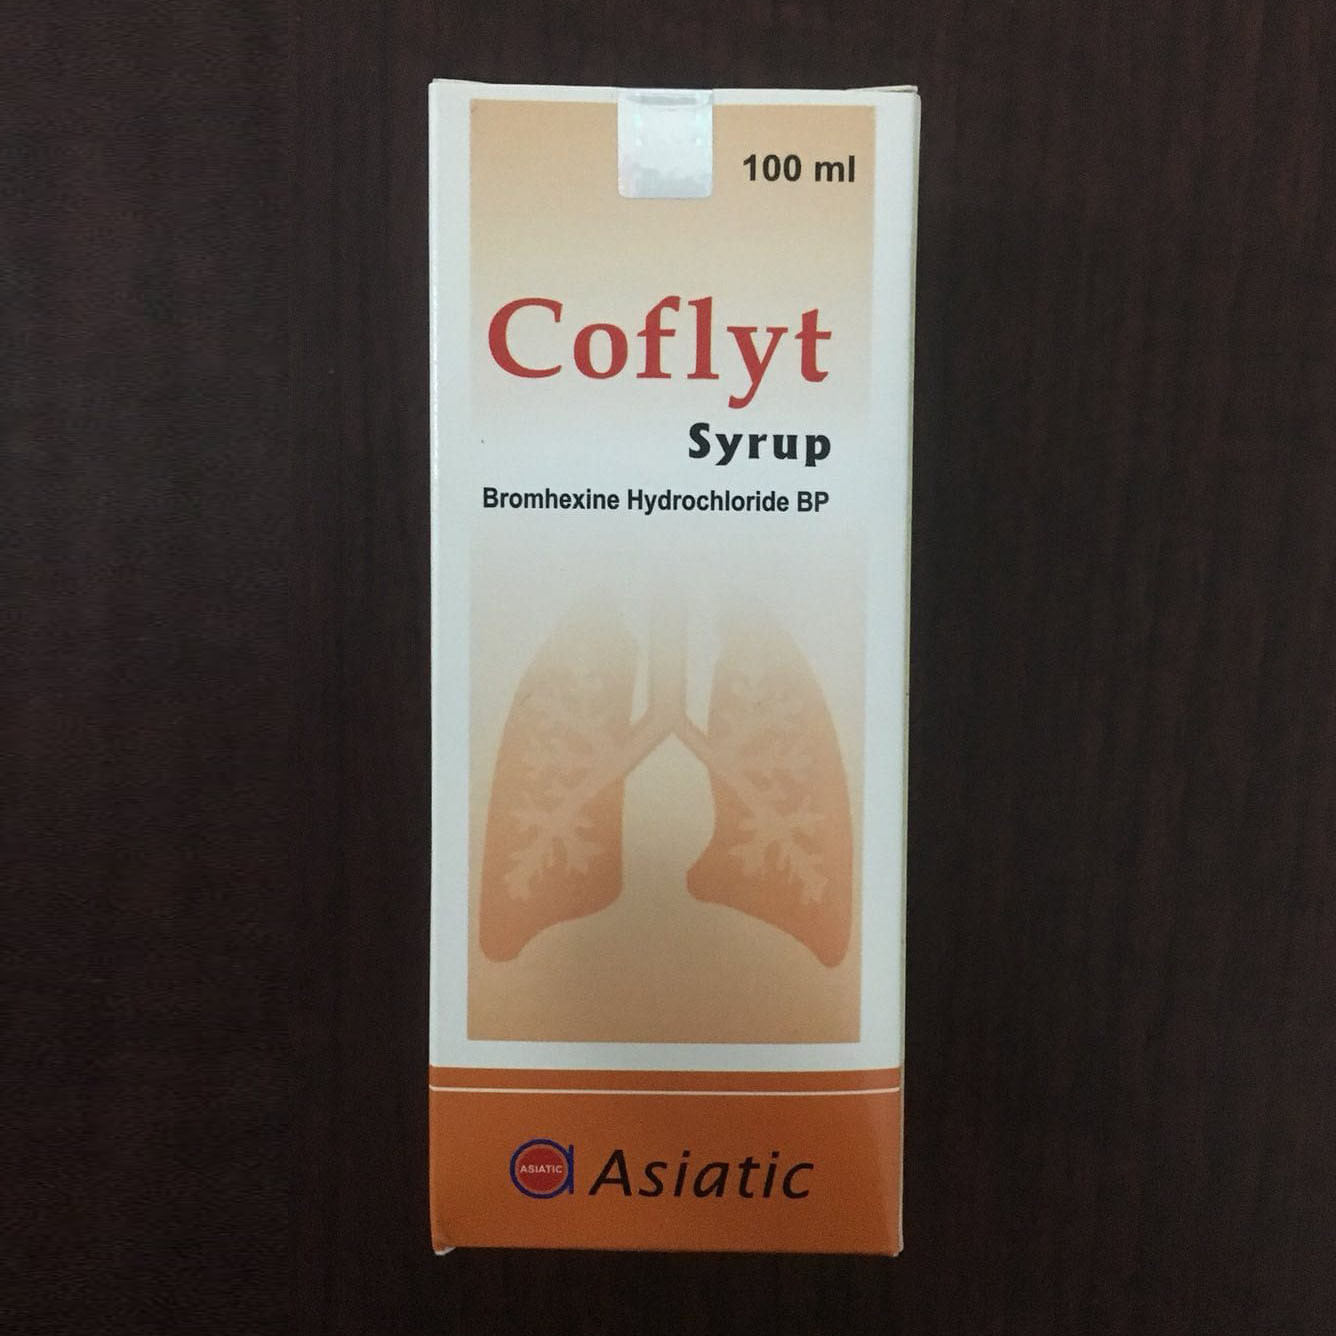 100 ml
Coflyt
Syrup
Bromhexine Hydrochloride BP
ASIATIC
Asiatic